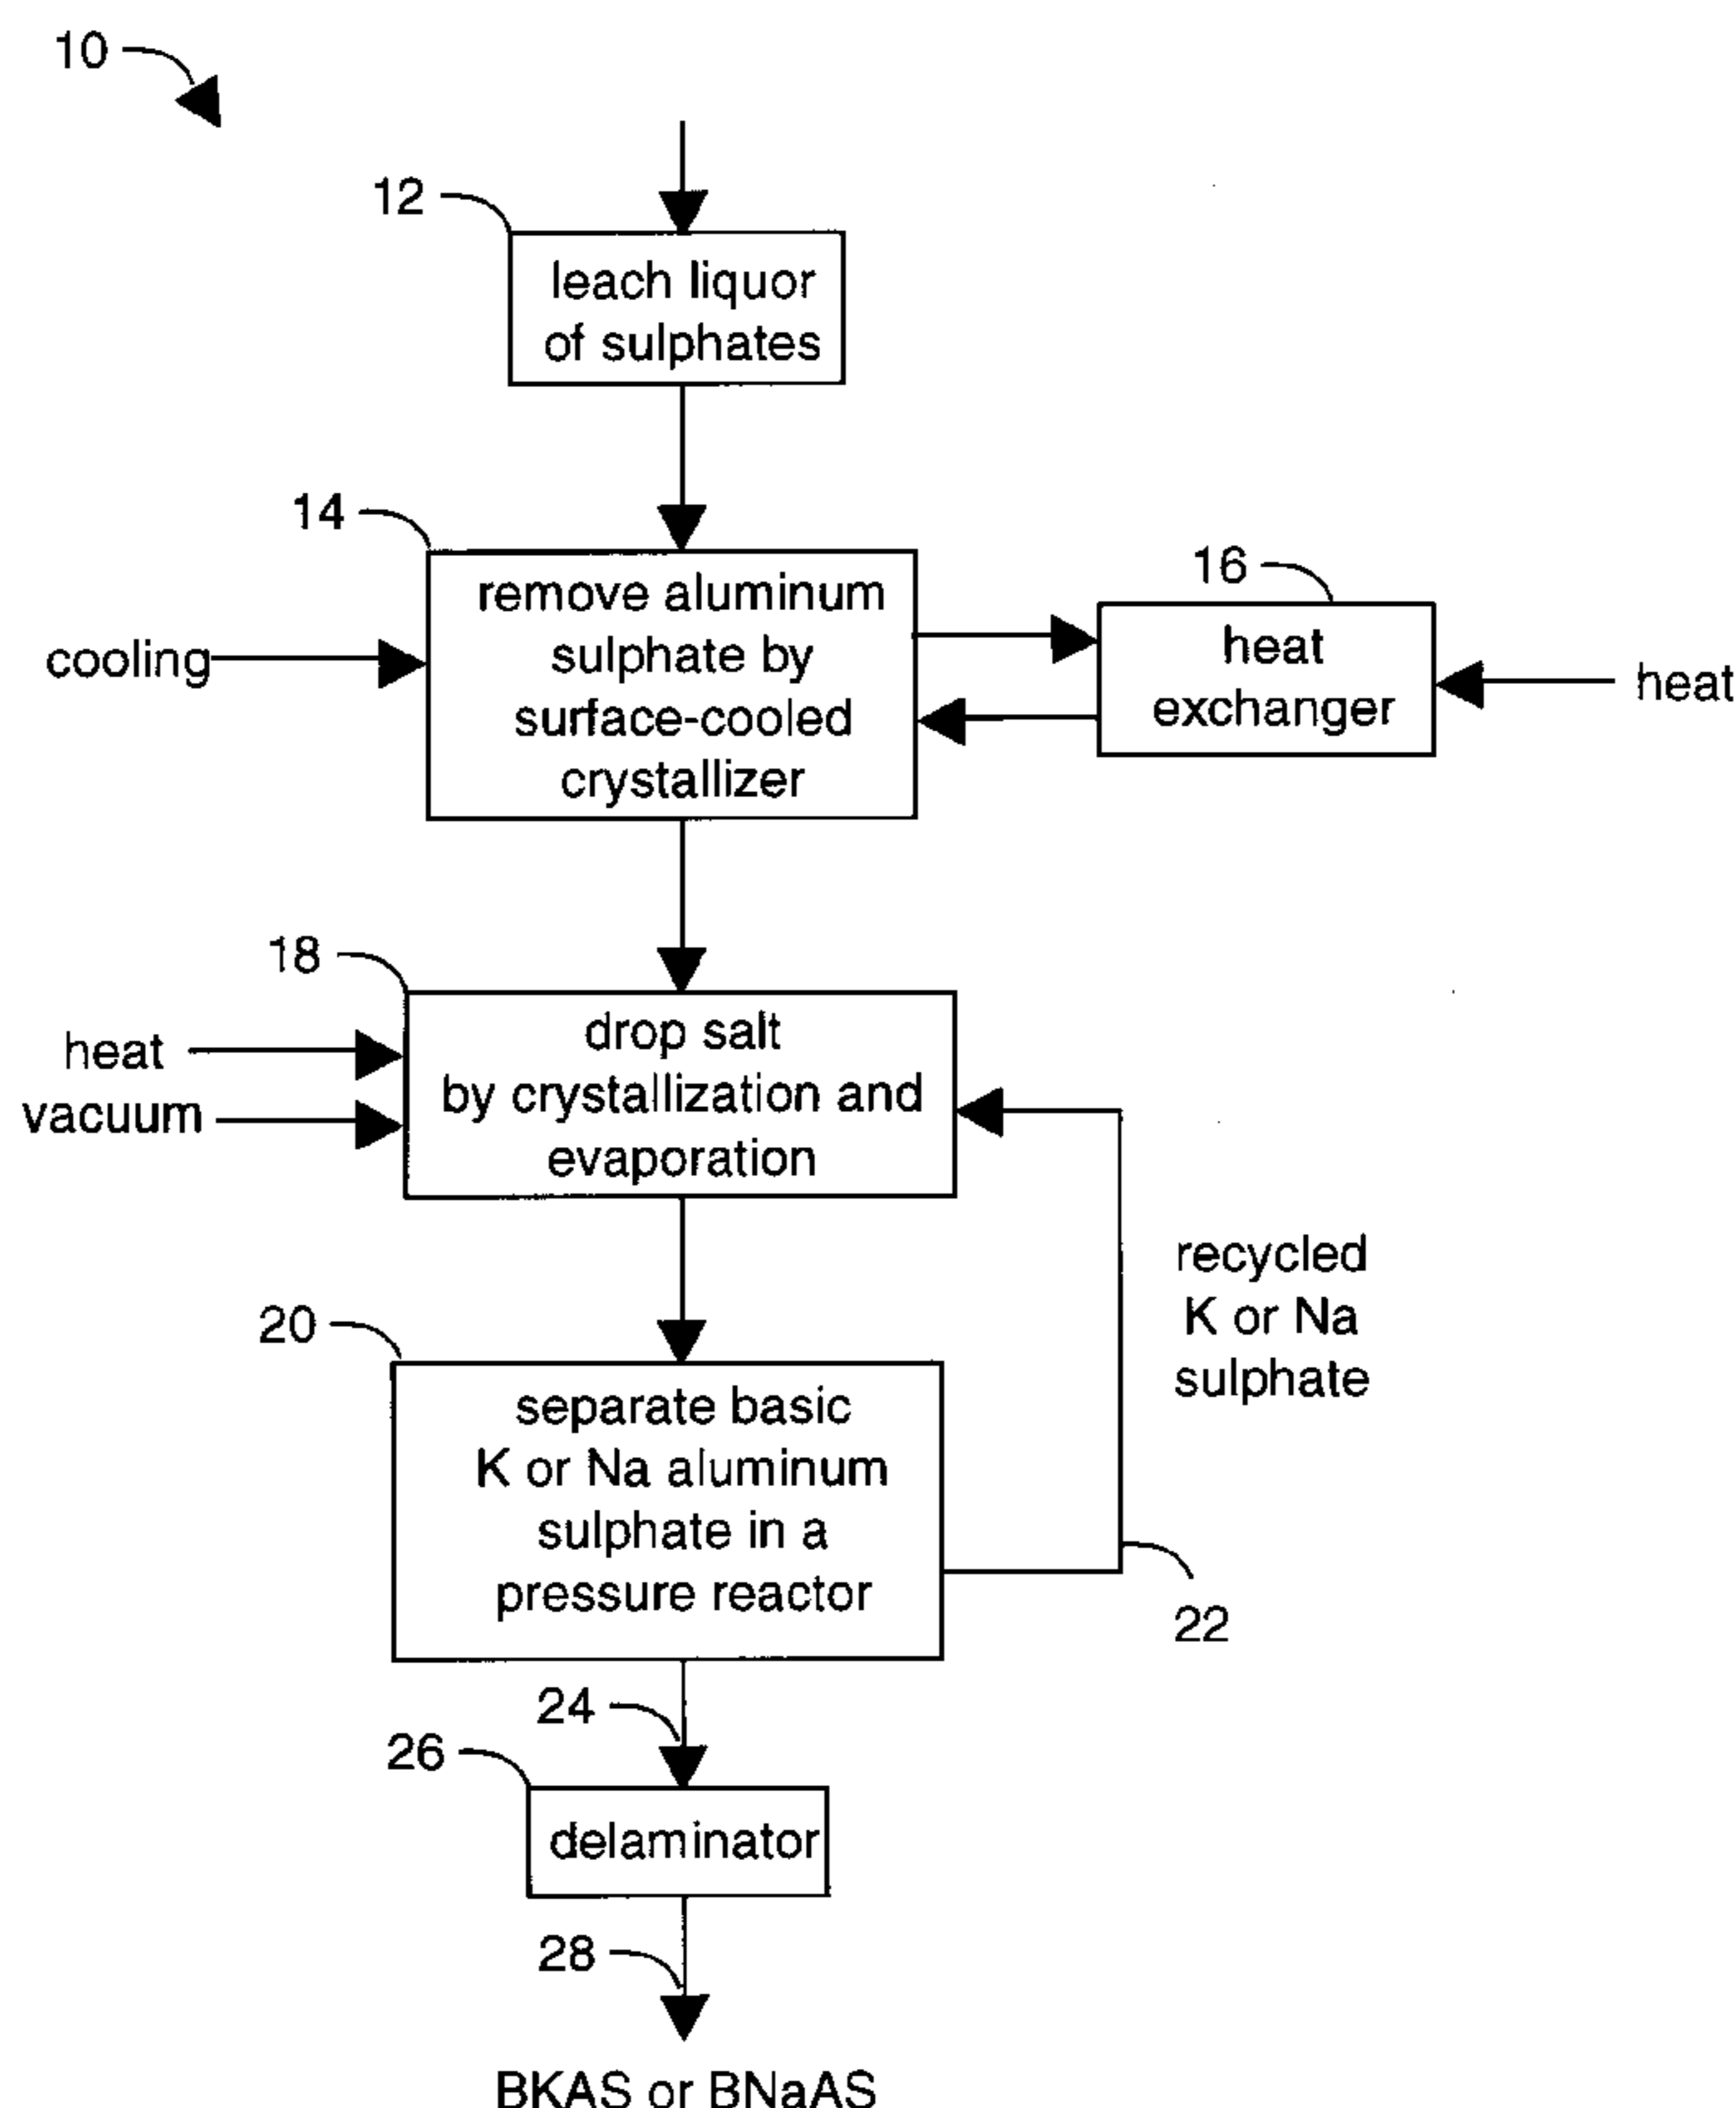 10
12
leach liquor
of sulphates
14
remove aluminum
sulphate by
surface-cooled
crystallizer
cooling
16
heat
exchanger
heat
18
drop salt
by crystallization and
evaporation
heat
vacuum
recycled
K or Na
sulphate
20
separate basic
K or Na aluminum
sulphate in a
pressure reactor
22
24
26
delaminator
28
BKAS or BNaAS